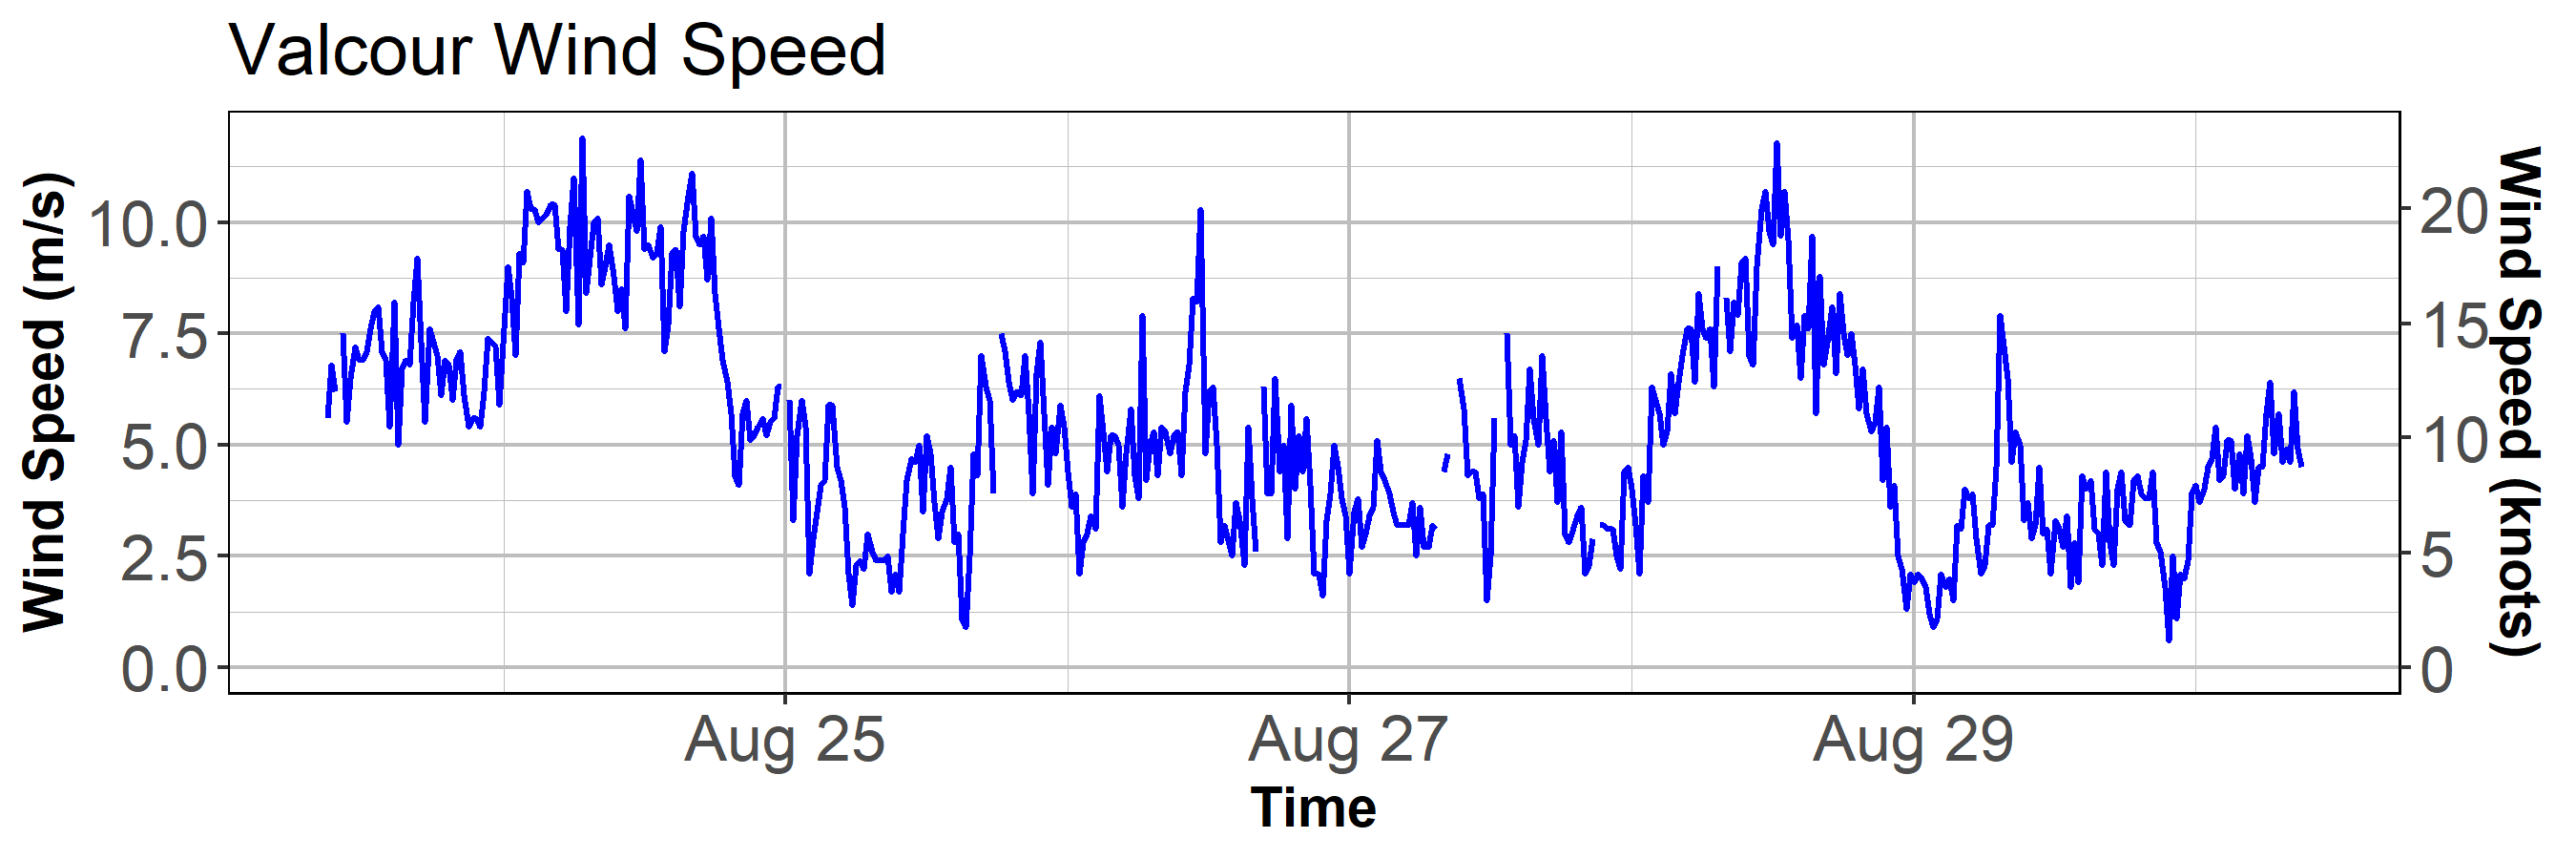 Valcour Wind Speed
Wind Speed (m/s)
10.0
7.5
5.0
2.5
0.0
20
15
10
5
0
Wind Speed (knots)
Aug 25
Aug 27
Aug 29
Time